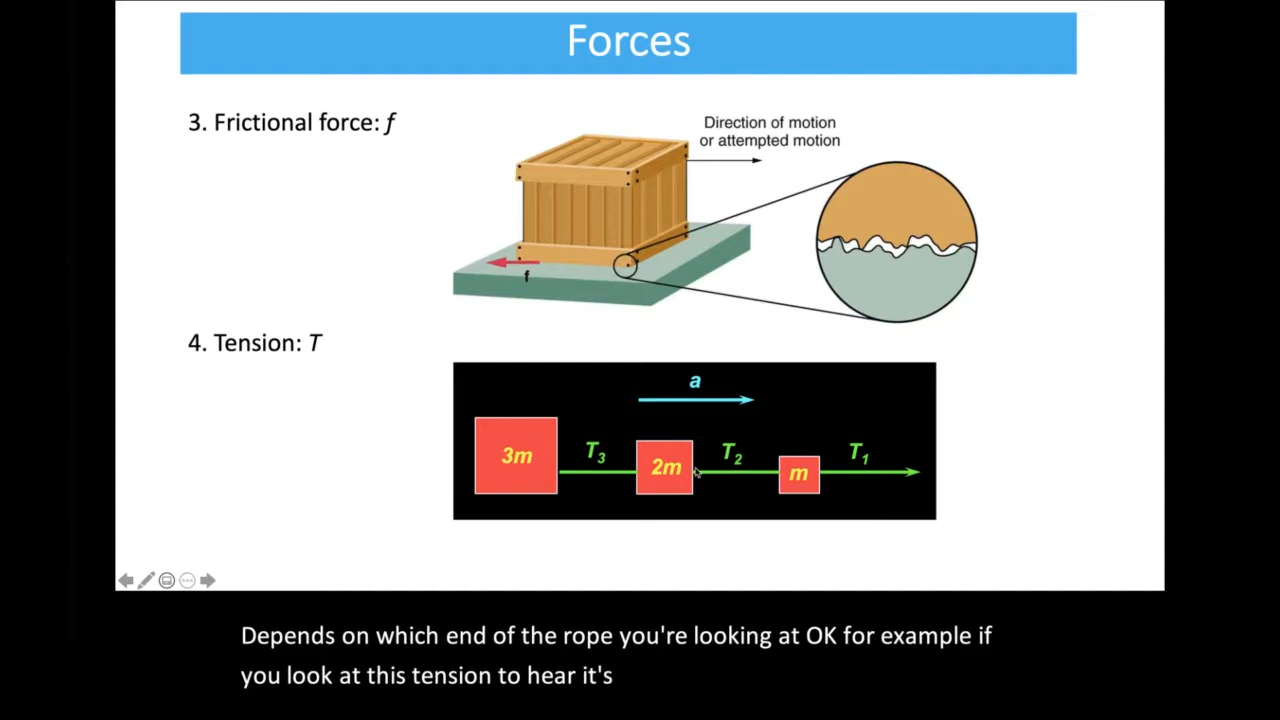 Forces
3. Frictional force: f
Direction of motion
or attempted motion
f
4. Tension: T
a
3m
T3
2m
T2
m
T1
Depends on which end of the rope you're looking at OK for example if
you look at this tension to hear it's